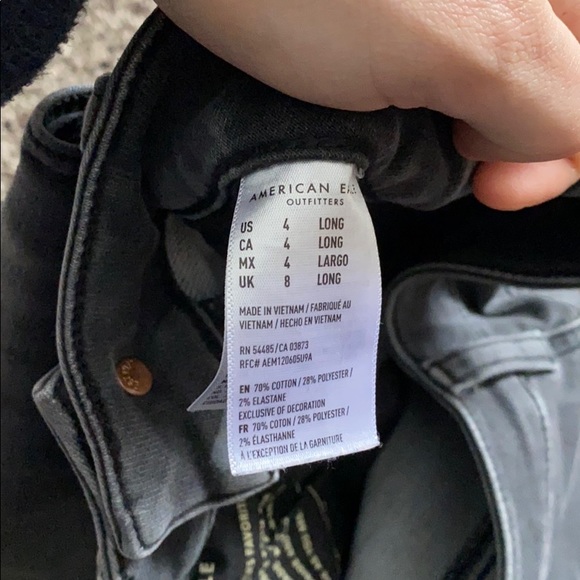 AMERICAN
OUTFITTERS
US 4 LONG
CA 4 LONG
MX 4 LARGO
UK 8 LONG
MADE IN VIETNAM / FABRIQUÉ AU
VIETNAM / HECHO EN VIETNAM
RN 54485/CA 03873
RFC# AEM120605U9A
EN 70% COTTON / 28% POLYESTER /
2% ELASTANE
EXCLUSIVE OF DECORATION
FR 70% COTON / 28% POLYESTER /
2% ÉLASTHANNE
À L'EXCEPTION DE LA GARNITURE